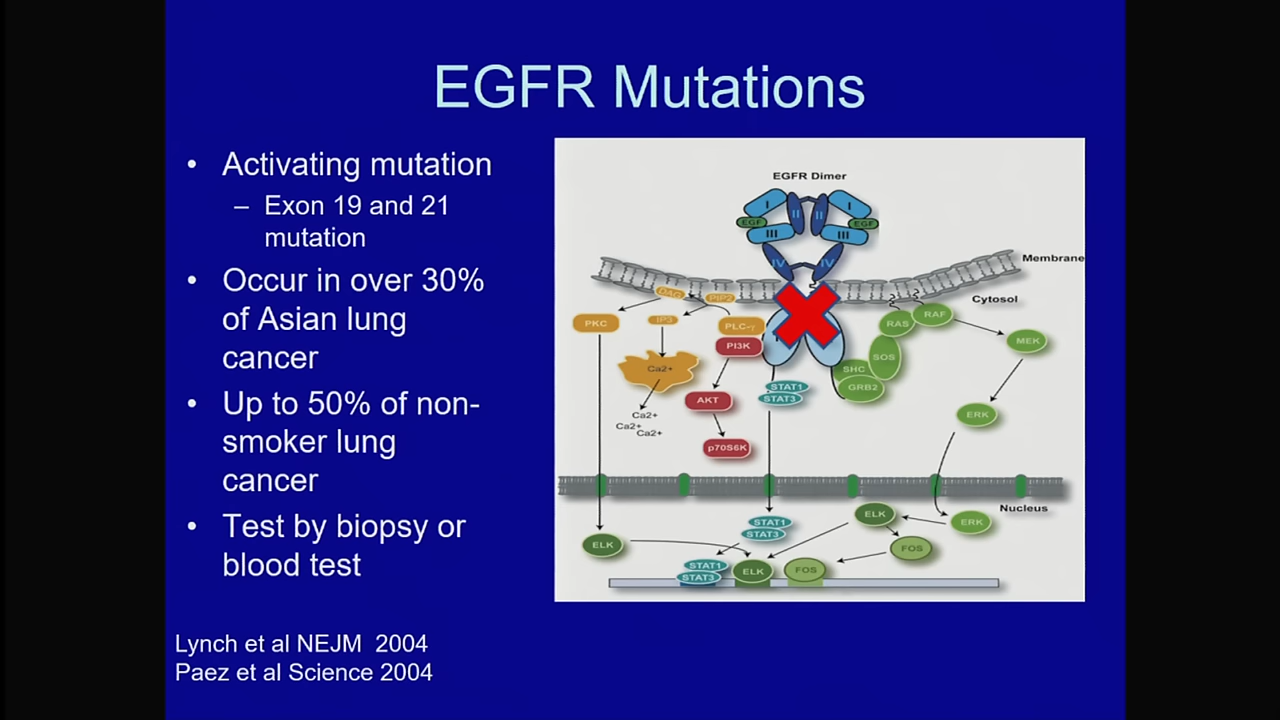 EGFR Mutations
• Activating mutation
– Exon 19 and 21
mutation
• Occur in over 30%
of Asian lung
cancer
• Up to 50% of non-
smoker lung
cancer
• Test by biopsy or
blood test
Lynch et al NEJM 2004
Paez et al Science 2004
EGFR Dimer
I
II
II
I
EGF
EGF
III
III
IV
IV
Membrane
Cytosol
DAG
PIP2
PKC
IP3
PLC-γ
PI3K
RAS
RAF
MEK
SOS
SHC
GRB2
Ca2+
STAT1
STAT3
AKT
Ca2+
Ca2+
Ca2+
ERK
p70S6K
Nucleus
STAT1
STAT3
ELK
ERK
ELK
FOS
STAT1
STAT3
ELK
FOS